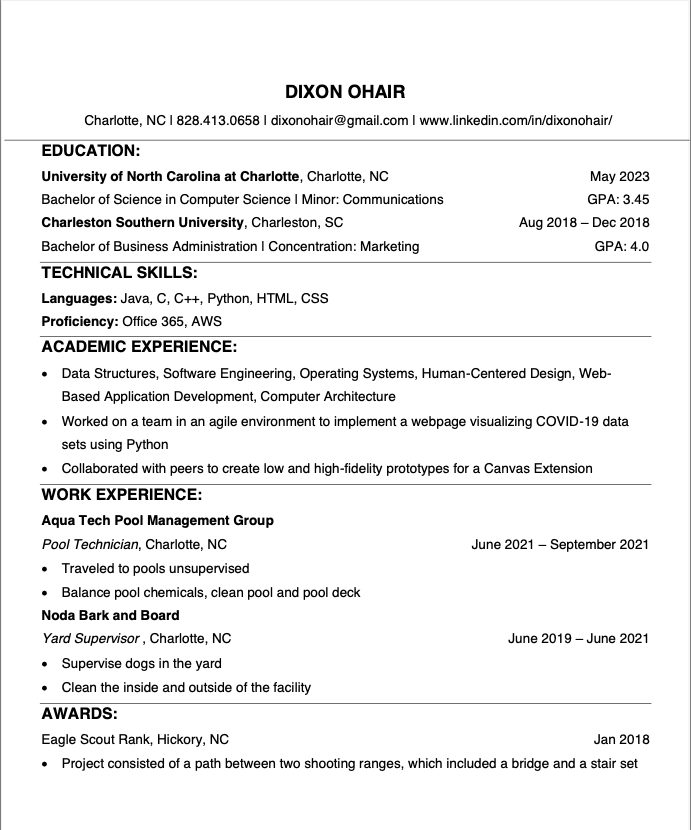 DIXON OHAIR
Charlotte, NC | 828.413.0658 | dixonohair@gmail.com | www.linkedin.com/in/dixonohair/
EDUCATION:
University of North Carolina at Charlotte, Charlotte, NC May 2023
Bachelor of Science in Computer Science | Minor: Communications GPA: 3.45
Charleston Southern University, Charleston, SC Aug 2018 – Dec 2018
Bachelor of Business Administration | Concentration: Marketing GPA: 4.0
TECHNICAL SKILLS:
Languages: Java, C, C++, Python, HTML, CSS
Proficiency: Office 365, AWS
ACADEMIC EXPERIENCE:
• Data Structures, Software Engineering, Operating Systems, Human-Centered Design, Web-
Based Application Development, Computer Architecture
• Worked on a team in an agile environment to implement a webpage visualizing COVID-19 data
sets using Python
• Collaborated with peers to create low and high-fidelity prototypes for a Canvas Extension
WORK EXPERIENCE:
Aqua Tech Pool Management Group
Pool Technician, Charlotte, NC June 2021 – September 2021
• Traveled to pools unsupervised
• Balance pool chemicals, clean pool and pool deck
Noda Bark and Board
Yard Supervisor , Charlotte, NC June 2019 – June 2021
• Supervise dogs in the yard
• Clean the inside and outside of the facility
AWARDS:
Eagle Scout Rank, Hickory, NC Jan 2018
• Project consisted of a path between two shooting ranges, which included a bridge and a stair set